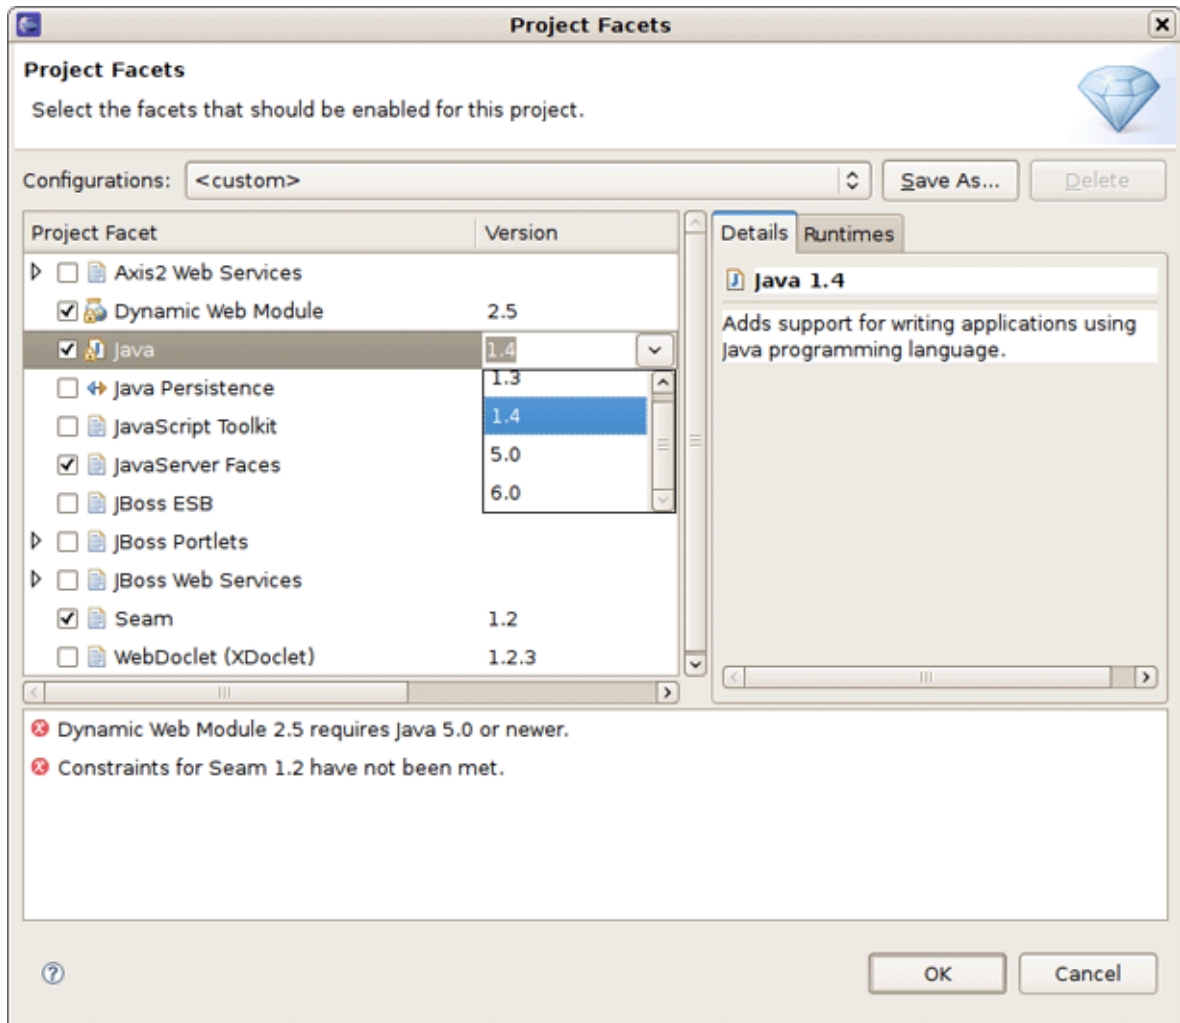 Project Facets
Project Facets
Select the facets that should be enabled for this project.
Configurations: <custom> Save As... Delete
Project Facet Version
Axis2 Web Services
Dynamic Web Module 2.5
Java 1.4
1.3
Java Persistence
1.4
JavaScript Toolkit
5.0
JavaServer Faces
6.0
JBoss ESB
JBoss Portlets
JBoss Web Services
Seam 1.2
WebDoclet (XDoclet) 1.2.3
Details Runtimes
Java 1.4
Adds support for writing applications using
Java programming language.
Dynamic Web Module 2.5 requires Java 5.0 or newer.
Constraints for Seam 1.2 have not been met.
OK Cancel